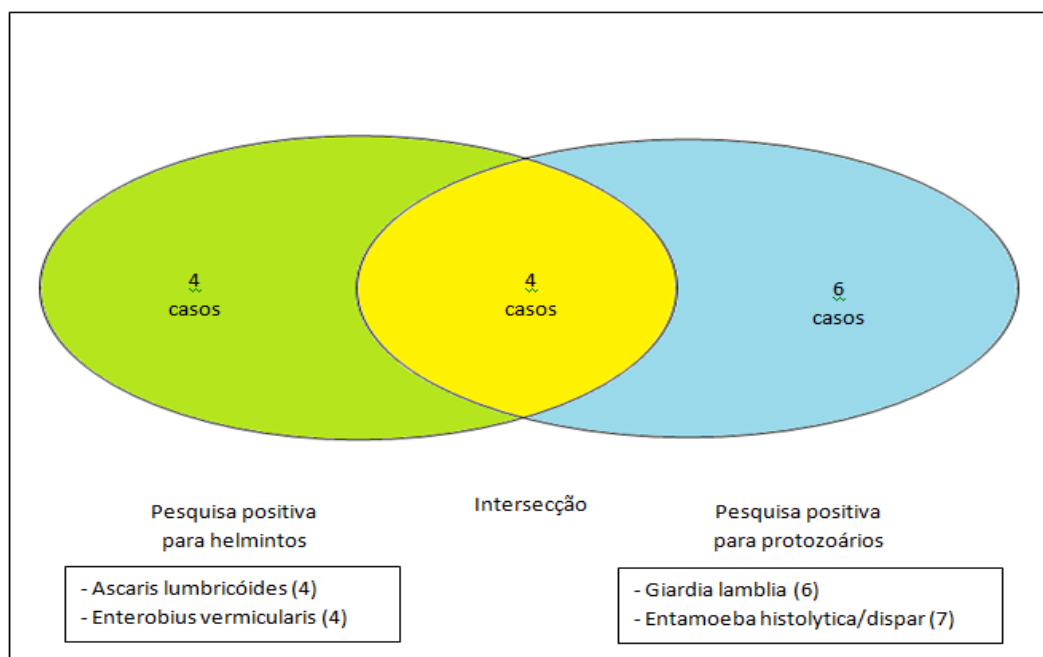 4
casos
4
casos
6
casos
Intersecção
Pesquisa positiva
para helmintos
Pesquisa positiva
para protozoários
- Ascaris lumbricóides (4)
- Enterobius vermicularis (4)
- Giardia lamblia (6)
- Entamoeba histolytica/dispar (7)